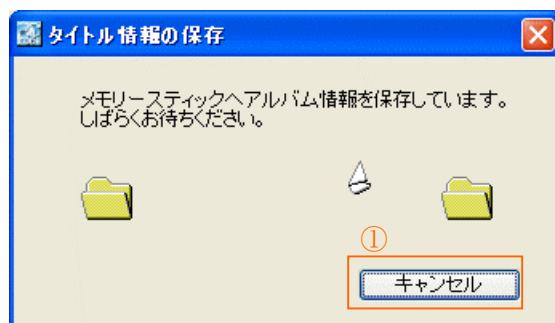 タイトル情報の保存
メモリースティックへアルバム情報を保存しています。
しばらくお待ちください。
①
キャンセル